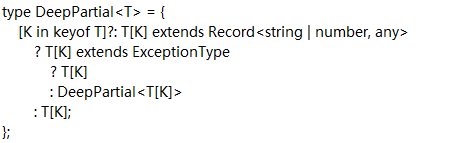 type DeepPartial<T> = {
[K in keyof T]?: T[K] extends Record<string | number, any>
? T[K] extends ExceptionType
? T[K]
: DeepPartial<T[K]>
: T[K];
};